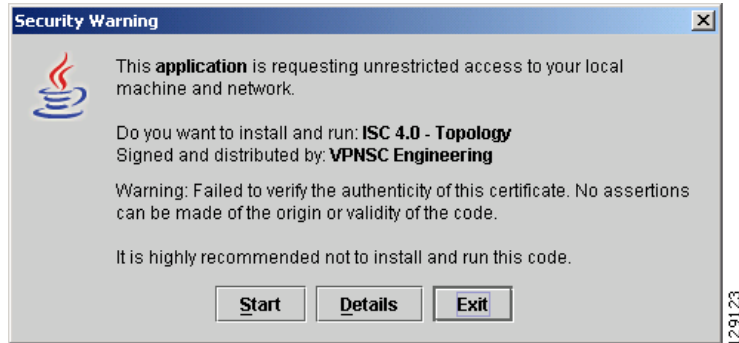 Security Warning
This application is requesting unrestricted access to your local
machine and network.
Do you want to install and run: ISC 4.0 - Topology
Signed and distributed by: VPNSC Engineering
Warning: Failed to verify the authenticity of this certificate. No assertions
can be made of the origin or validity of the code.
It is highly recommended not to install and run this code.
Start Details Exit
129123